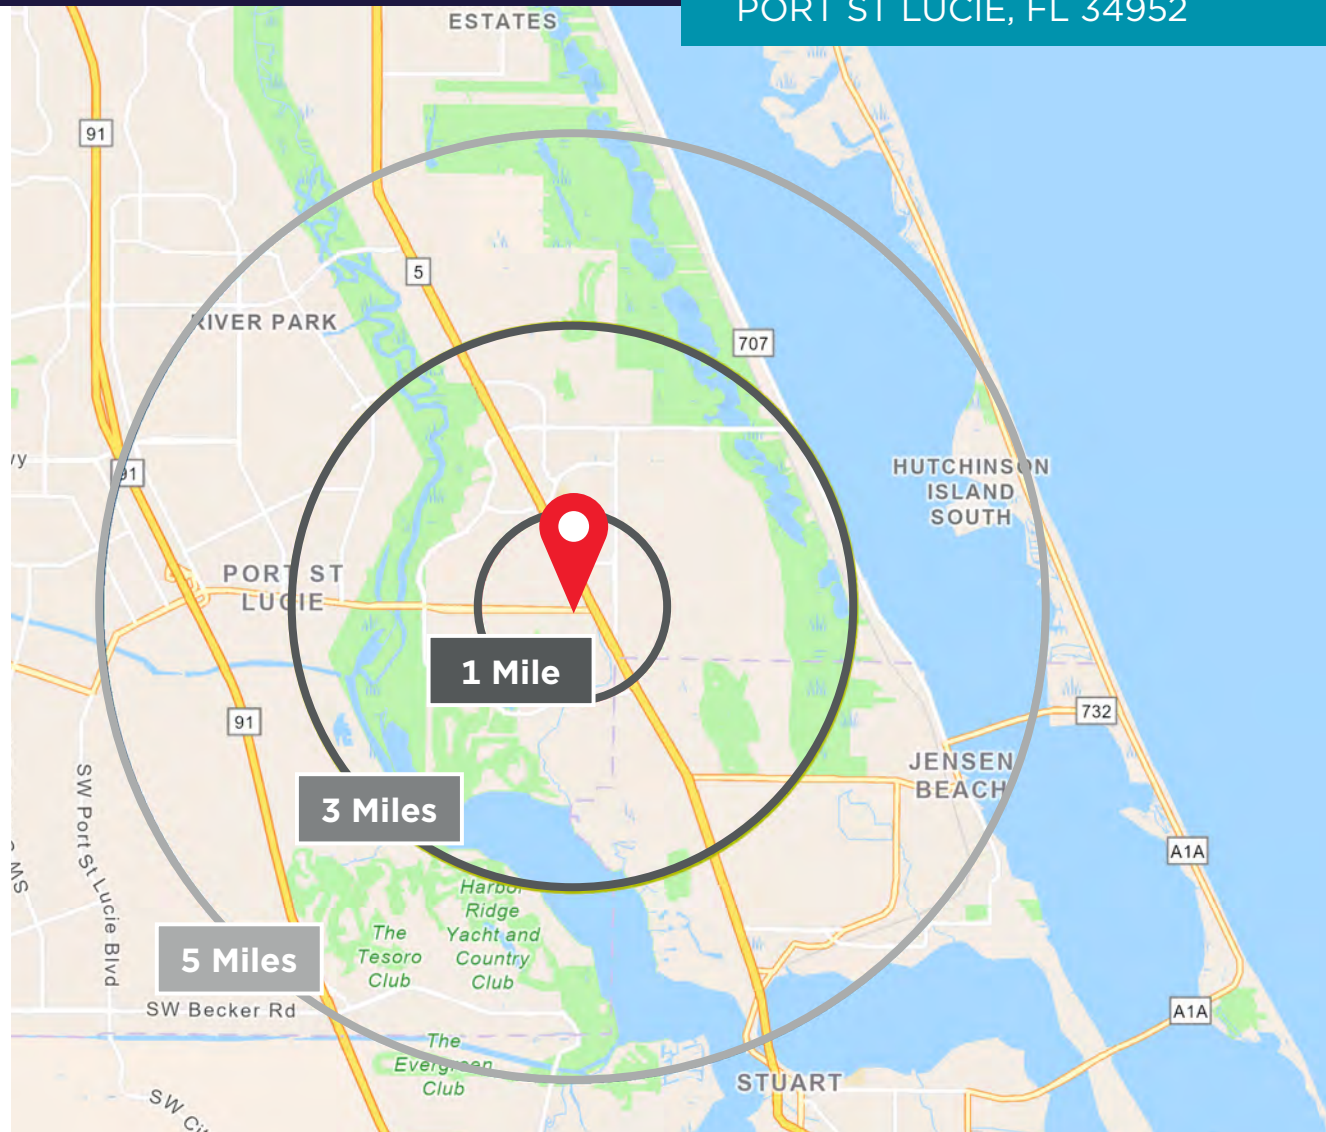 PORT ST LUCIE, FL 34952
ESTATES
91
5
RIVER PARK
707
91
HUTCHINSON
ISLAND
SOUTH
PORT ST
LUCIE
1 Mile
91
732
JENSEN
BEACH
3 Miles
SW Port St Lucie Blvd
A1A
Harbor
Ridge
Yacht and
Country
Club
The
Tesoro
Club
5 Miles
SW Becker Rd
A1A
The
Evergreen
Club
STUART
SW